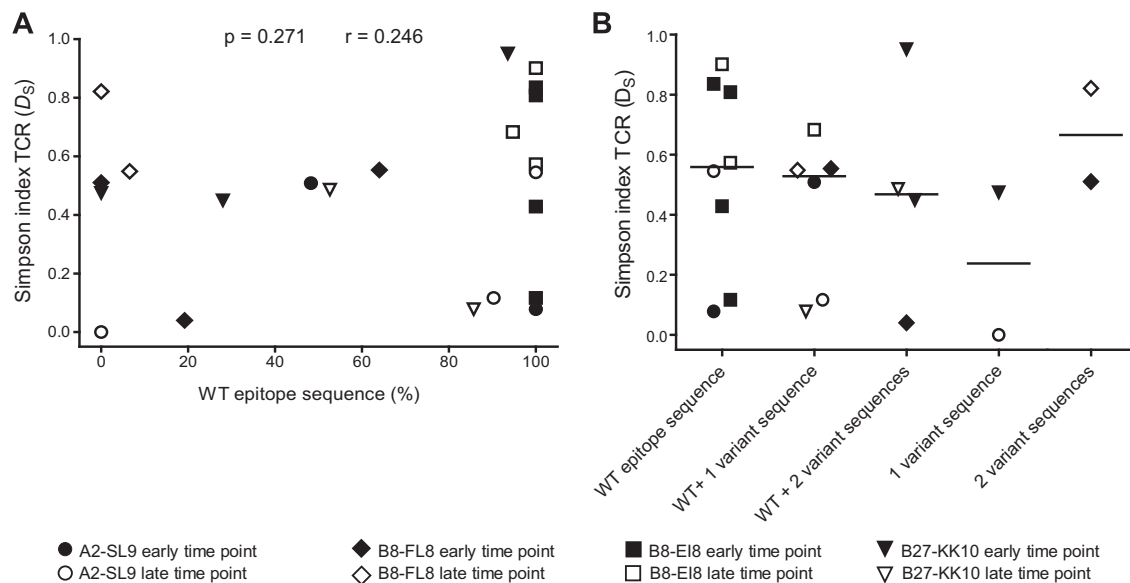 A
p = 0.271 r = 0.246
Simpson index TCR (DS)
1.0
0.8
0.6
0.4
0.2
0.0
0 20 40 60 80 100
WT epitope sequence (%)
B
Simpson index TCR (DS)
1.0
0.8
0.6
0.4
0.2
0.0
WT epitope sequence
WT+ 1 variant sequence
WT + 2 variant sequences
1 variant sequence
2 variant sequences
A2-SL9 early time point
A2-SL9 late time point
B8-FL8 early time point
B8-FL8 late time point
B8-EI8 early time point
B8-EI8 late time point
B27-KK10 early time point
B27-KK10 late time point